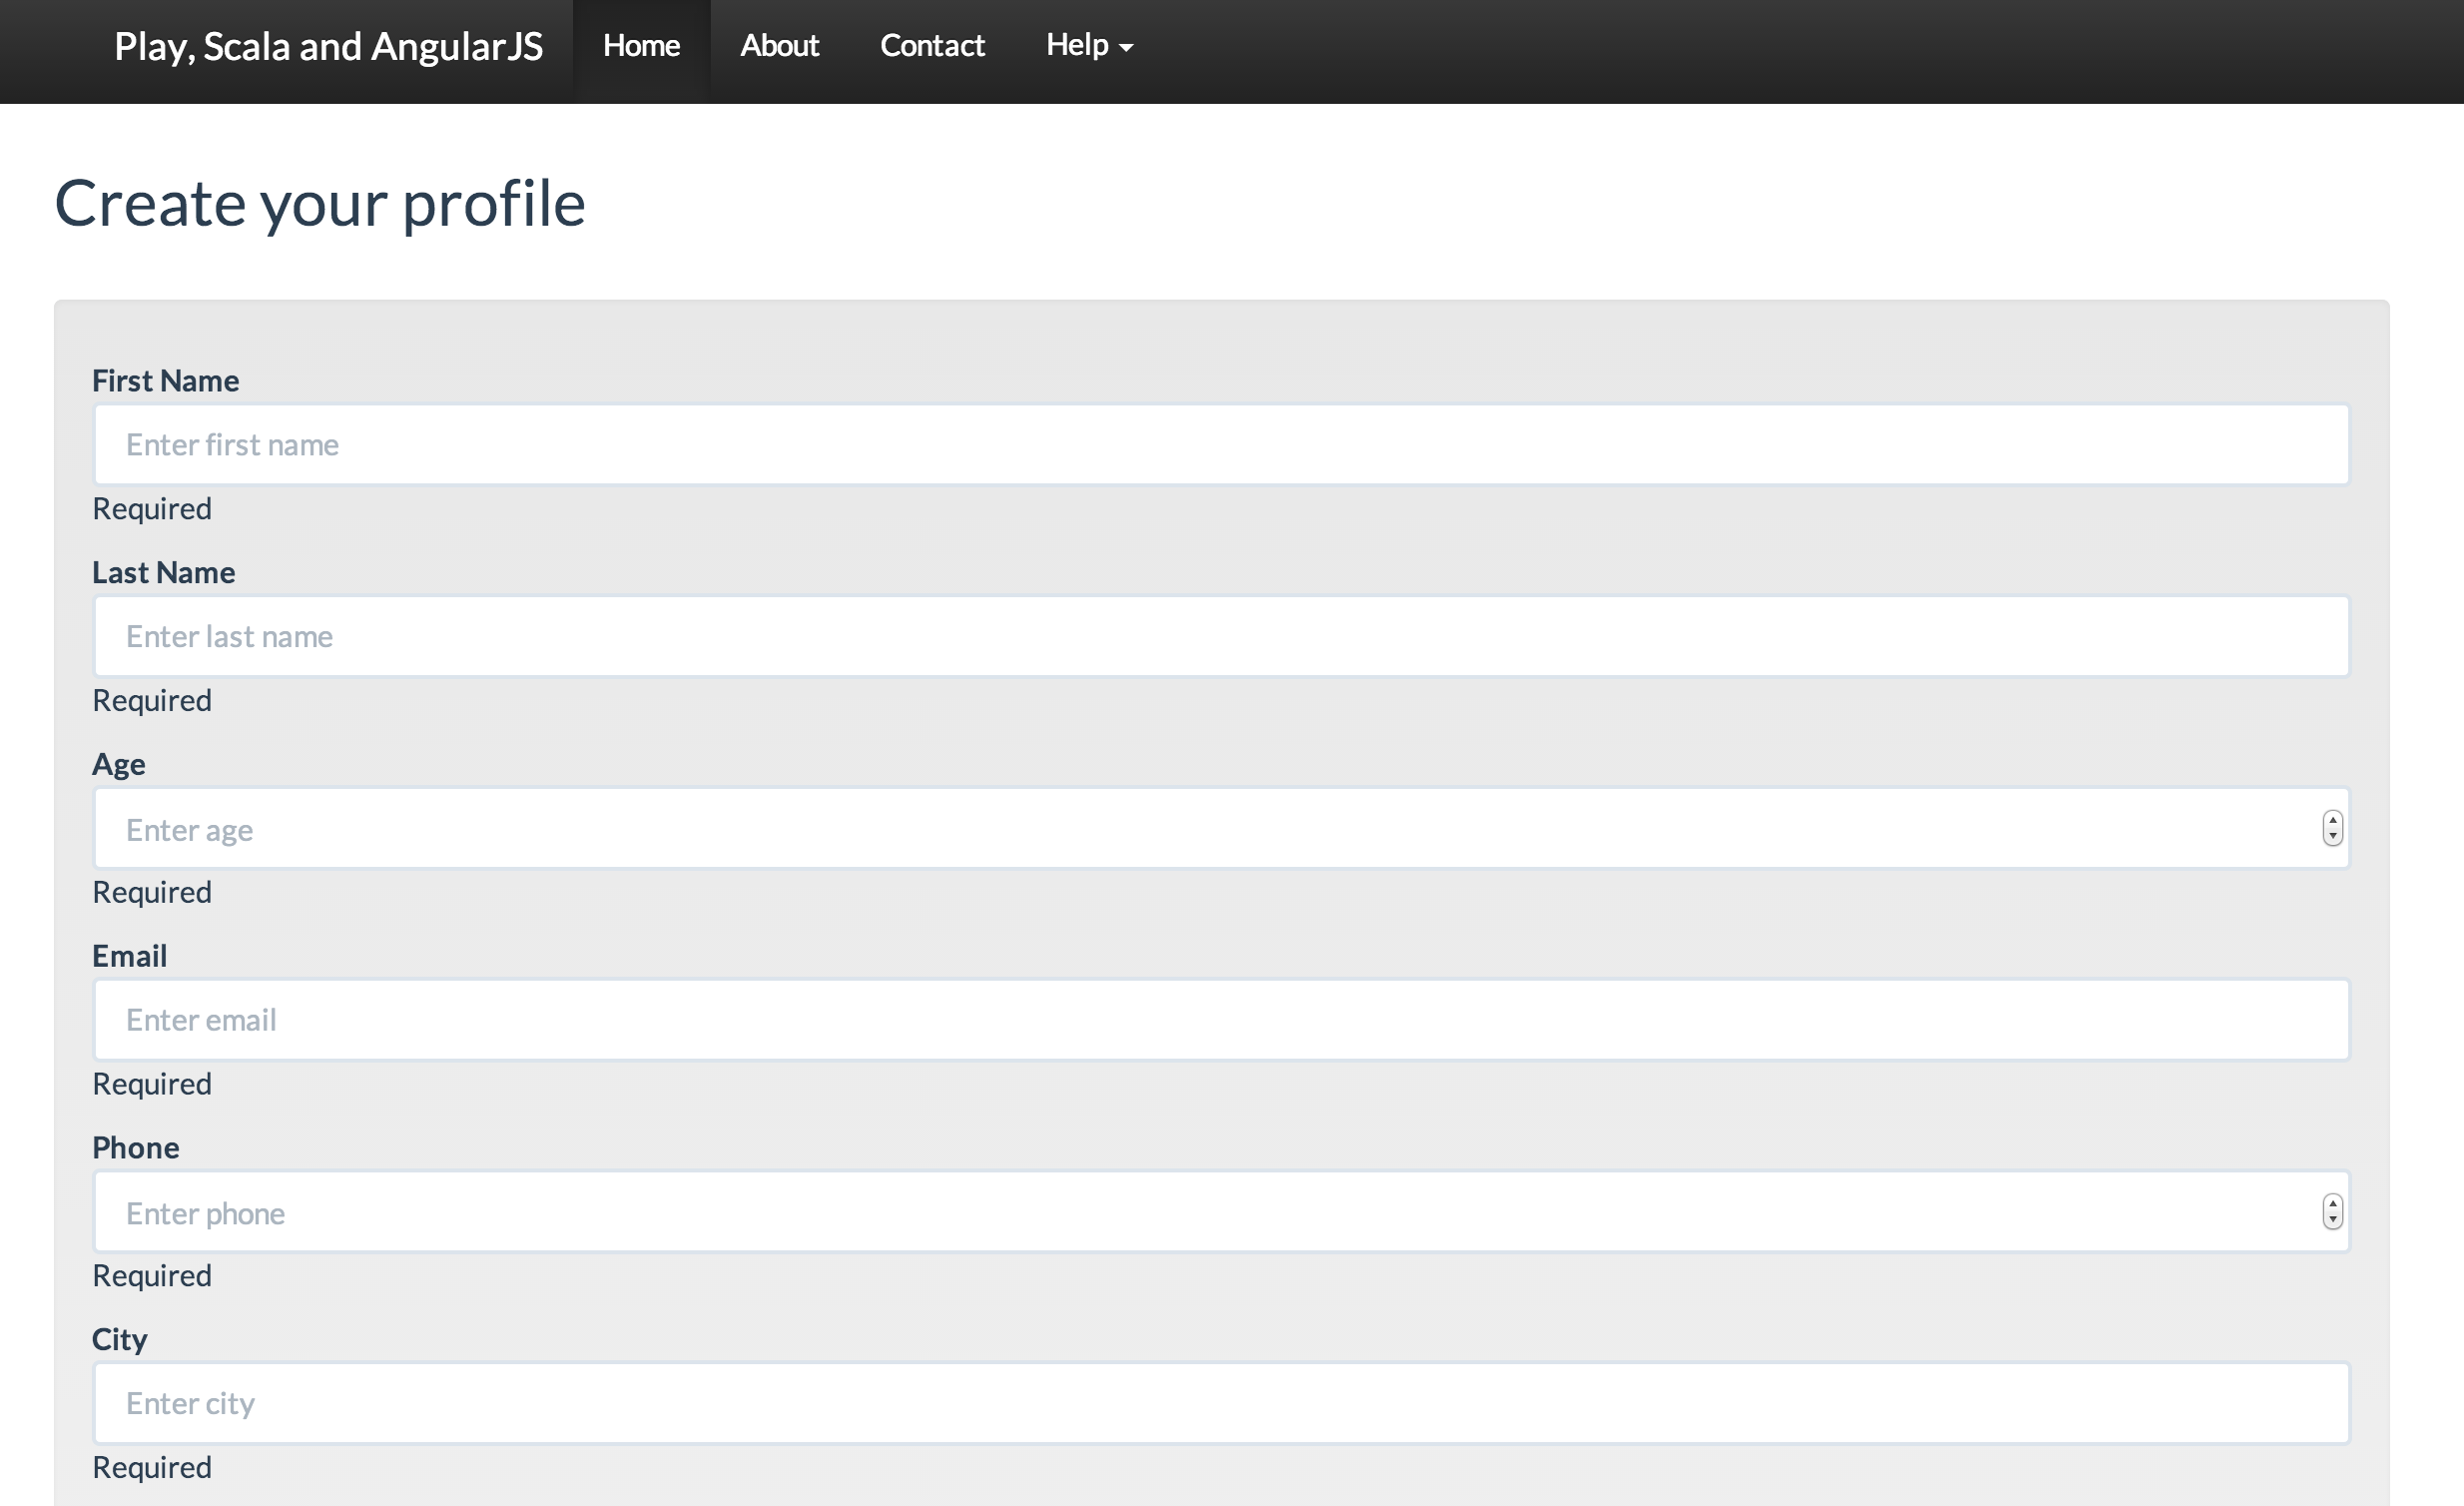 Play, Scala and AngularJS Home About Contact Help
Create your profile
First Name
Enter first name
Required
Last Name
Enter last name
Required
Age
Enter age
Required
Email
Enter email
Required
Phone
Enter phone
Required
City
Enter city
Required